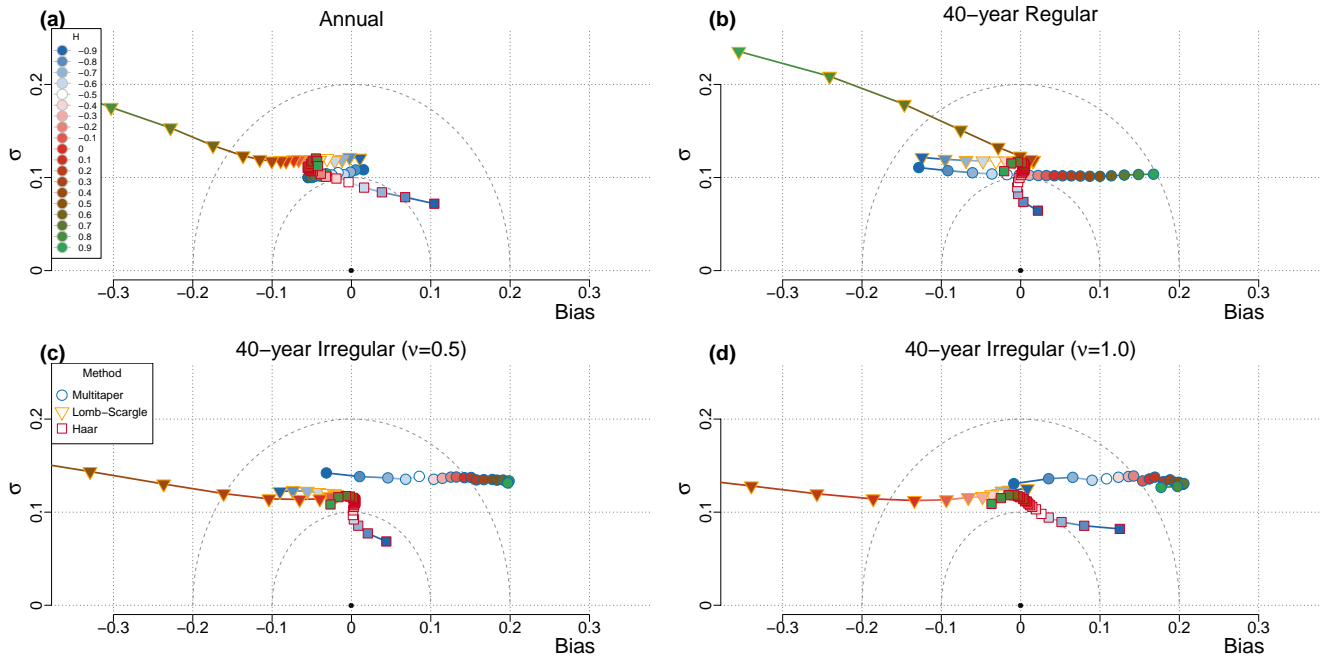 (a)
Annual
H
−0.9
−0.8
−0.7
−0.6
−0.5
−0.4
−0.3
−0.2
−0.1
0
0.1
0.2
0.3
0.4
0.5
0.6
0.7
0.8
0.9
σ
0.2
0.1
0
−0.3
−0.2
−0.1
0
0.1
0.2
0.3
Bias
(b)
40−year Regular
σ
0.2
0.1
0
−0.3
−0.2
−0.1
0
0.1
0.2
0.3
Bias
(c)
40−year Irregular (ν=0.5)
Method
Multitaper
Lomb−Scargle
Haar
σ
0.2
0.1
0
−0.3
−0.2
−0.1
0
0.1
0.2
0.3
Bias
(d)
40−year Irregular (ν=1.0)
σ
0.2
0.1
0
−0.3
−0.2
−0.1
0
0.1
0.2
0.3
Bias